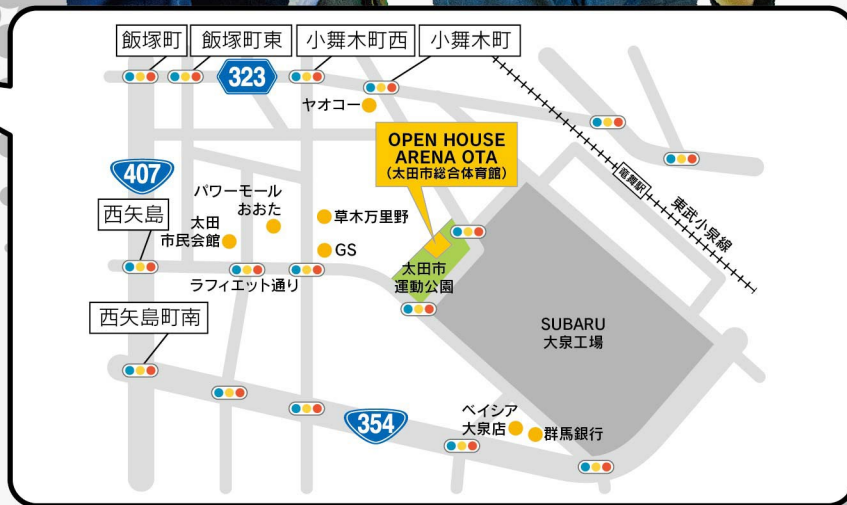 飯塚町
飯塚町東
小舞木町西
小舞木町
323
ヤオコー
OPEN HOUSE
ARENA OTA
(太田市総合体育館)
407
竜舞駅
東武小泉線
パワーモール
おおた
西矢島
太田
市民会館
草木万里野
GS
太田市
運動公園
ラフィエット通り
西矢島町南
SUBARU
大泉工場
354
ベイシア
大泉店
群馬銀行